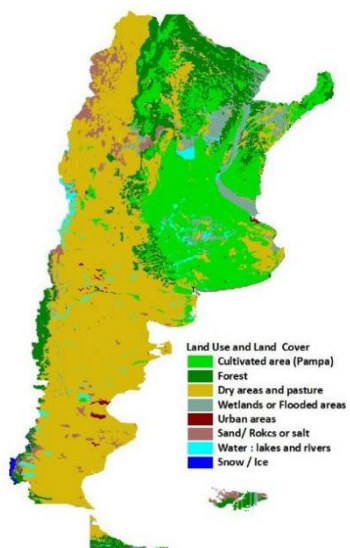 Land Use and Land Cover
Cultivated area (Pampa)
Forest
Dry areas and pasture
Wetlands or Flooded areas
Urban areas
Sand/ Rokcs or salt
Water : lakes and rivers
Snow / Ice